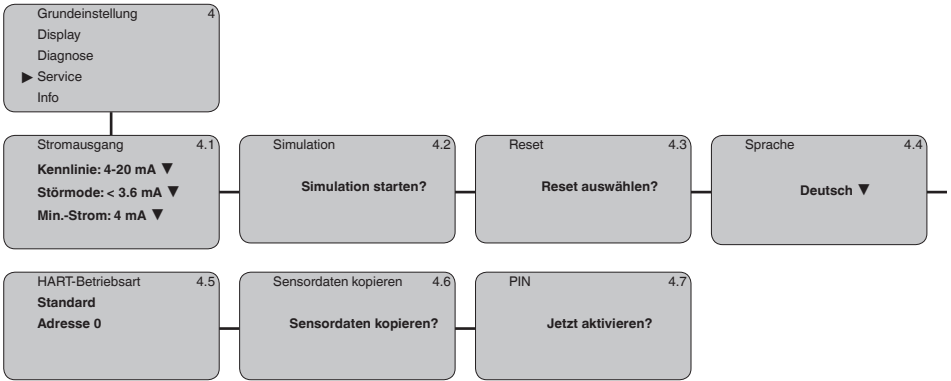 Grundeinstellung 4
Display
Diagnose
▶ Service
Info
Stromausgang 4.1
Kennlinie: 4-20 mA ▼
Störmode: < 3.6 mA ▼
Min.-Strom: 4 mA ▼
Simulation 4.2
Simulation starten?
Reset 4.3
Reset auswählen?
Sprache 4.4
Deutsch ▼
HART-Betriebsart 4.5
Standard
Adresse 0
Sensordaten kopieren 4.6
Sensordaten kopieren?
PIN 4.7
Jetzt aktivieren?